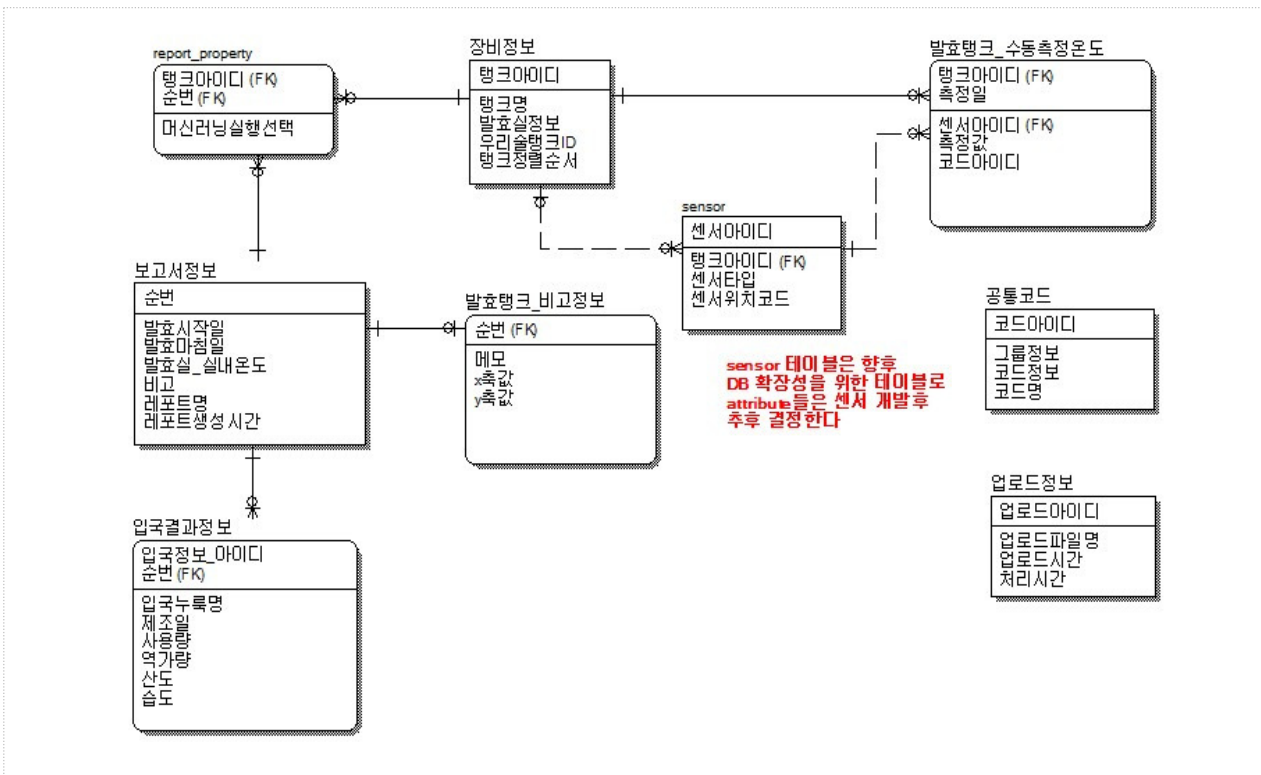 report_property
탱크아이디 (FK)
순번 (FK)
머신러닝실행선택
장비정보
탱크아이디
탱크명
발효실정보
우리술탱크ID
탱크정렬순서
발효탱크_수동측정온도
탱크아이디 (FK)
측정일
센서아이디 (FK)
측정값
코드아이디
sensor
센서아이디
탱크아이디 (FK)
센서타입
센서위치코드
보고서정보
순번
발효시작일
발효마침일
발효실_실내온도
비고
레포트명
레포트생성시간
발효탱크_비고정보
순번 (FK)
메모
x축값
y축값
sensor 테이블은 향후
DB 확장성을 위한 테이블로
attribute들은 센서 개발후
추후 결정한다
공통코드
코드아이디
그룹정보
코드정보
코드명
업로드정보
업로드아이디
업로드파일명
업로드시간
처리시간
입국결과정보
입국정보_아이디
순번 (FK)
입국누룩명
제조일
사용량
역가량
산도
습도